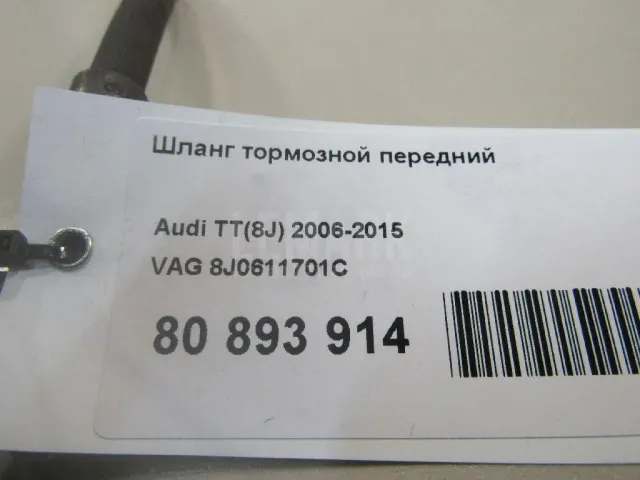 Шланг тормозной передний
Audi TT(8J) 2006-2015
VAG 8J0611701C
80 893 914